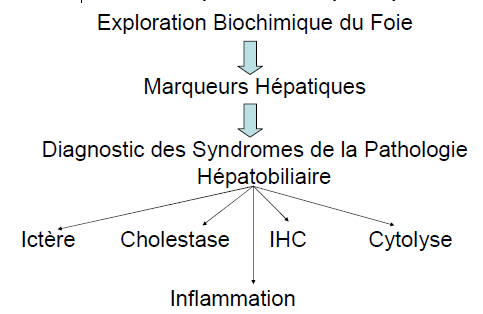 Exploration Biochimique du Foie
Marqueurs Hépatiques
Diagnostic des Syndromes de la Pathologie
Hépatobiliaire
Ictère Cholestase IHC Cytolyse
Inflammation